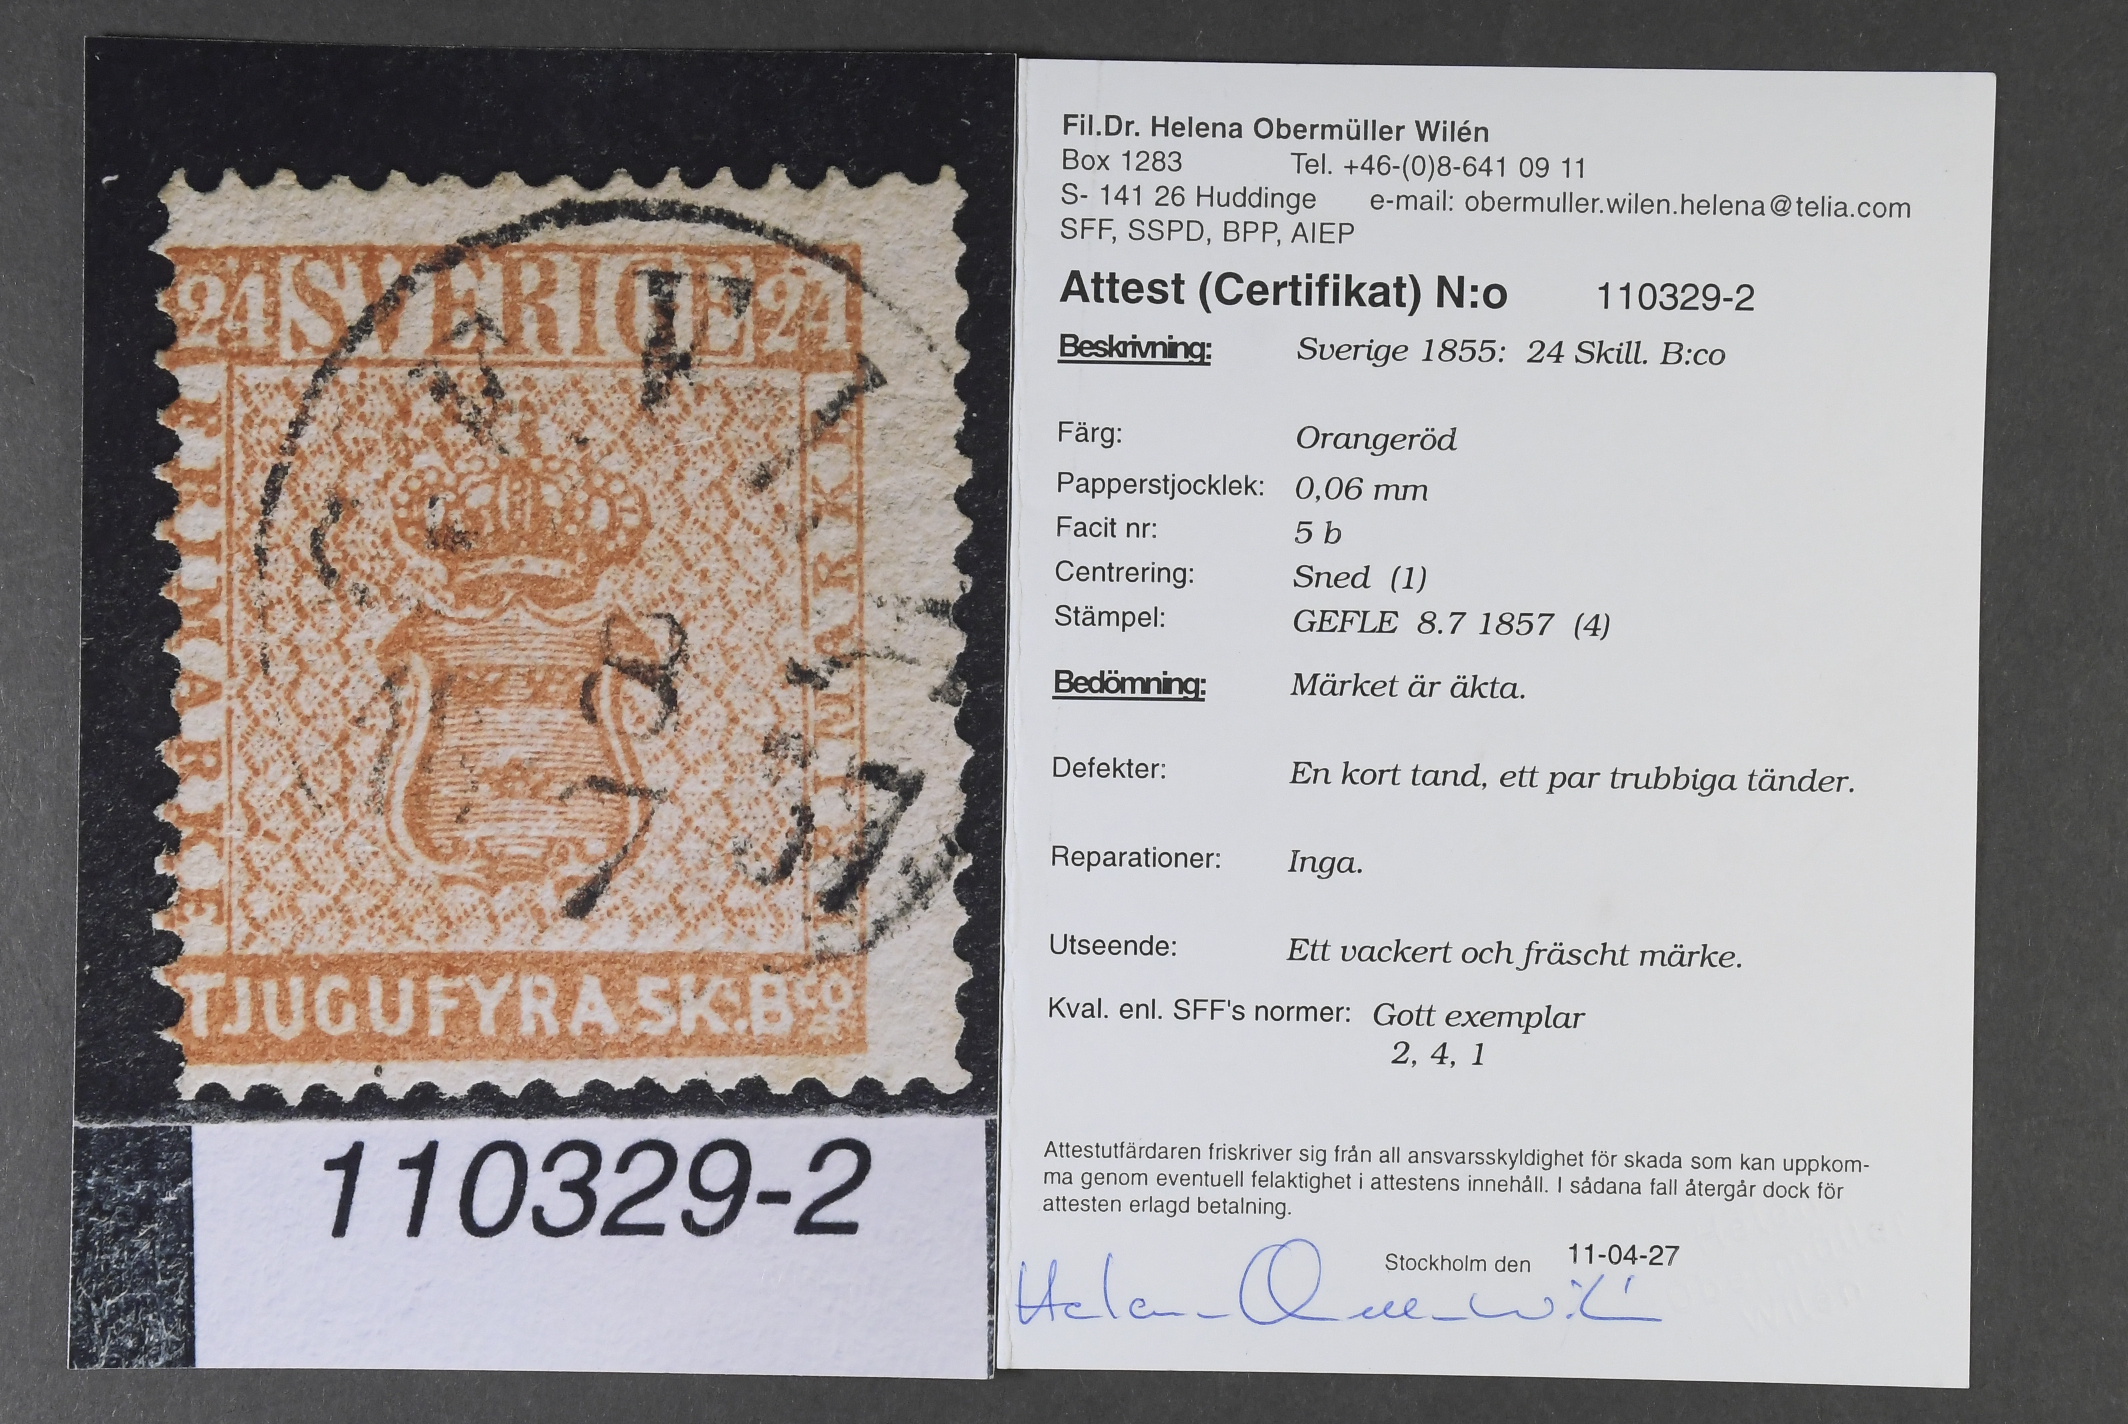 24 SVERIGE 24
FRIMARKE
FRIMARKE
TJUGUFYRA SK.Bco
8
7
57
110329-2
Fil.Dr. Helena Obermüller Wilén
Box 1283 Tel. +46-(0)8-641 09 11
S- 141 26 Huddinge e-mail: obermuller.wilen.helena@telia.com
SFF, SSPD, BPP, AIEP
Attest (Certifikat) N:o 110329-2
Beskrivning: Sverige 1855: 24 Skill. B:co
Färg: Orangeröd
Papperstjocklek: 0,06 mm
Facit nr: 5 b
Centrering: Sned (1)
Stämpel: GEFLE 8.7 1857 (4)
Bedömning: Märket är äkta.
Defekter: En kort tand, ett par trubbiga tänder.
Reparationer: Inga.
Utseende: Ett vackert och fräscht märke.
Kval. enl. SFF's normer: Gott exemplar
2, 4, 1
Attestutfärdaren friskriver sig från all ansvarsskyldighet för skada som kan uppkom-
ma genom eventuell felaktighet i attestens innehåll. I sådana fall återgår dock för
attesten erlagd betalning.
Stockholm den 11-04-27